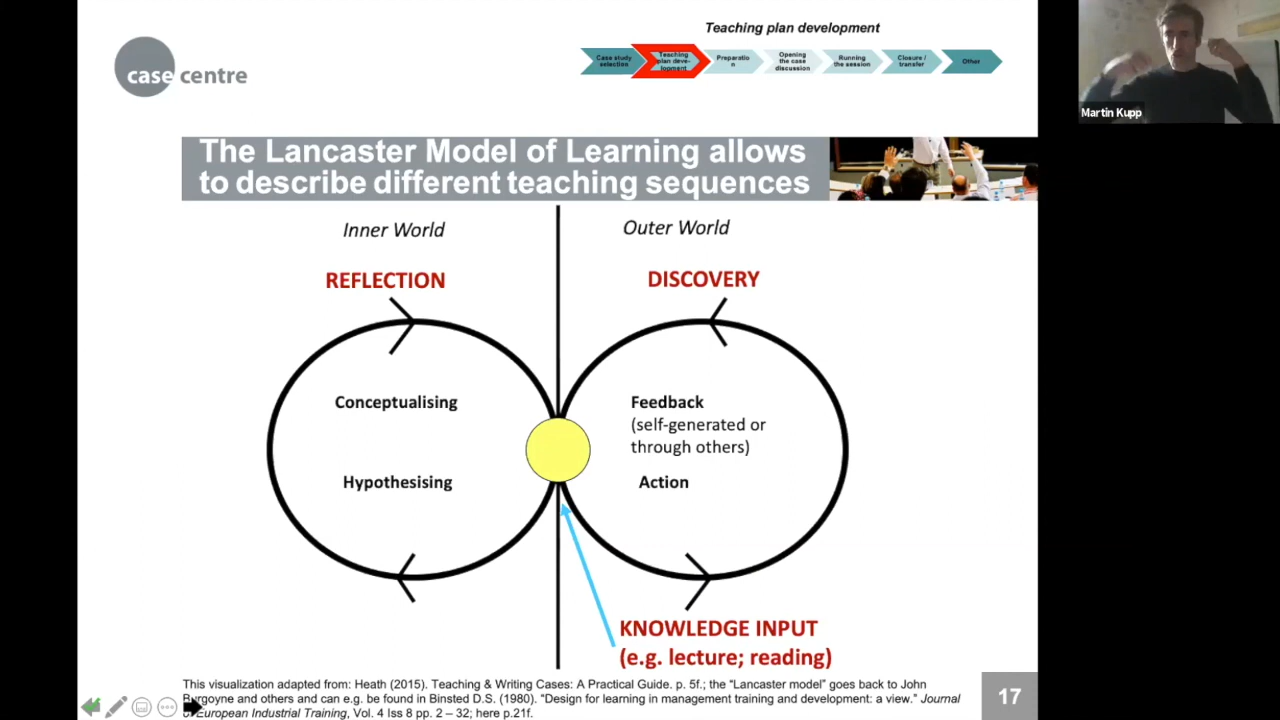 Teaching plan development
case centre
Case study
selection
Teaching
plan deve-
lopment
Preparatio
n
Opening
the case
discussion
Running
the session
Closure /
transfer
Other
Martin Kupp
The Lancaster Model of Learning allows
to describe different teaching sequences
Inner World
Outer World
REFLECTION
DISCOVERY
Conceptualising
Feedback
(self-generated or
through others)
Hypothesising
Action
KNOWLEDGE INPUT
(e.g. lecture; reading)
This visualization adapted from: Heath (2015). Teaching & Writing Cases: A Practical Guide. p. 5f.; the “Lancaster model” goes back to John
Burgoyne and others and can e.g. be found in Binsted D.S. (1980). “Design for learning in management training and development: a view.” Journal
of European Industrial Training, Vol. 4 Iss 8 pp. 2 – 32; here p.21f.
17